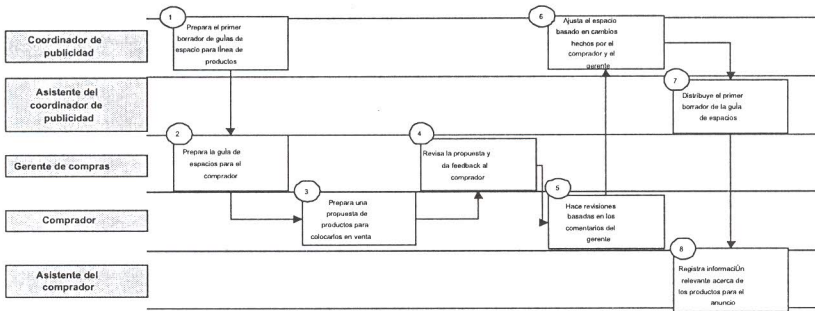 Coordinador de
publicidad
Asistente del
coordinador de
publicidad
Gerente de compras
Comprador
Asistente del
comprador
1
Prepara el primer
borrador de guÍas de
espacio para lÍnea de
productos
2
Prepara la guÍa de
espacios para el
comprador
3
Prepara una
propuesta de
productos para
colocarlos en venta
4
Revisa la propuesta y
da feedback al
comprador
5
Hace revisiones
basadas en los
comentarios del
gerente
6
Ajusta el espacio
basado en cambios
hechos por el
comprador y el
gerente
7
Distribuye el primer
borrador de la guÍa
de espacios
8
Registra informaciÓn
relevante acerca de
los productos para el
anuncio